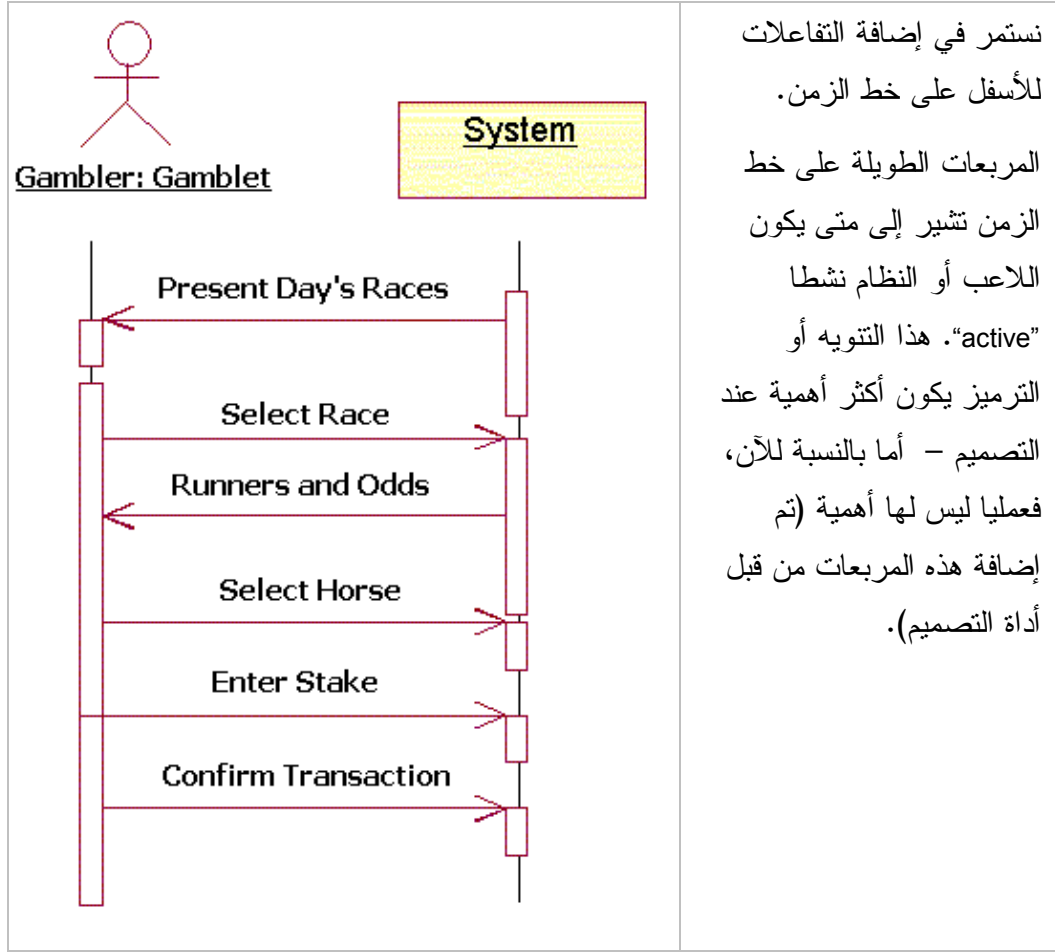 نستمر في إضافة التفاعلات
للأسفل على خط الزمن.
المربعات الطويلة على خط
الزمن تشير إلى متى يكون
اللاعب أو النظام نشطا
"active". هذا التنويه أو
الترميز يكون أكثر أهمية عند
التصميم – أما بالنسبة للآن،
فعمليا ليس لها أهمية (تم
إضافة هذه المربعات من قبل
أداة التصميم).
System
Gambler: Gamblet
Present Day's Races
Select Race
Runners and Odds
Select Horse
Enter Stake
Confirm Transaction